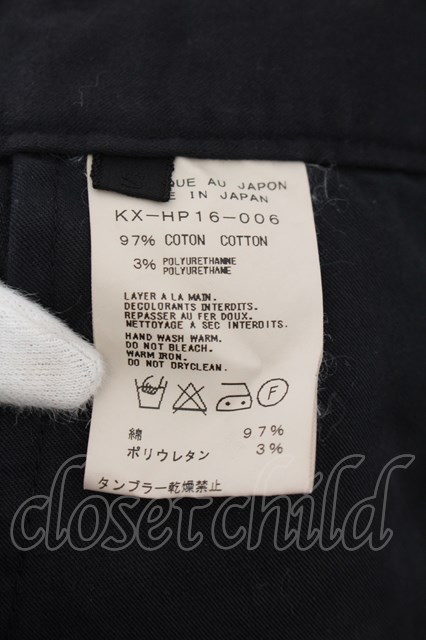 QUE AU JAPON
E IN JAPAN
KX-HP16-006
97% COTON COTTON
3% POLYURETHANNE
POLYURETHANE
LAYER A LA MAIN.
DECOLORANTS INTERDITS.
REPASSER AU FER DOUX.
NETTOYAGE A SEC INTERDITS.
HAND WASH WARM.
DO NOT BLEACH.
WARM IRON.
DO NOT DRYCLEAN.
F
綿 97%
ポリウレタン 3%
タンブラー乾燥禁止
closet child